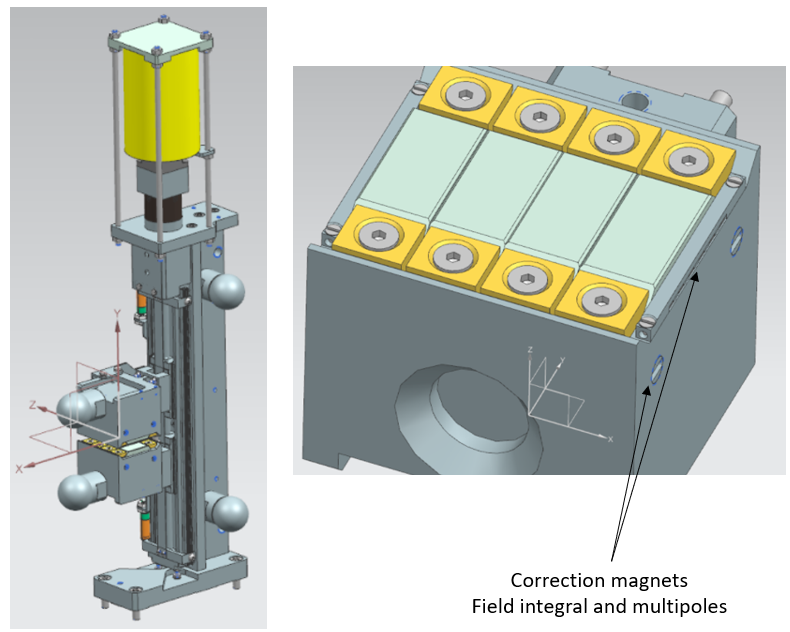 Y
Z
X
Z
Y
X
Correction magnets
Field integral and multipoles